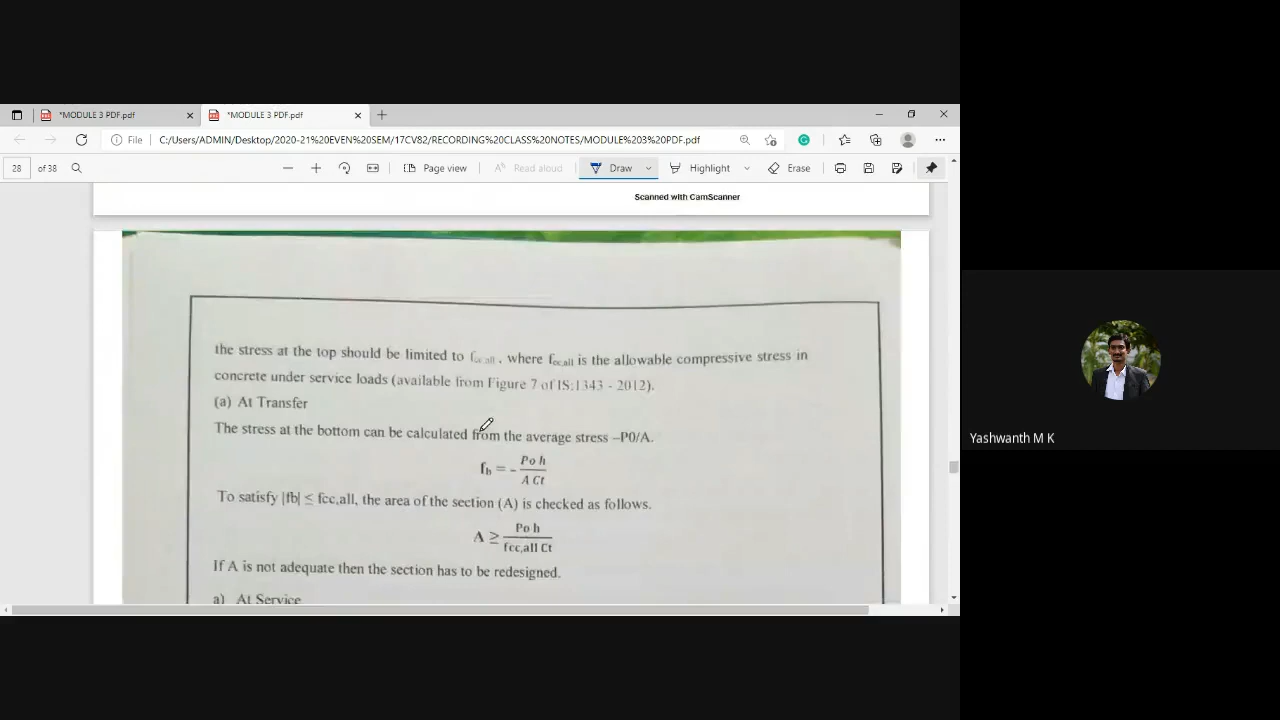 *MODULE 3 PDF.pdf
*MODULE 3 PDF.pdf
File
C:/Users/ADMIN/Desktop/2020-21%20EVEN%20SEM/17CV82/RECORDING%20CLASS%20NOTES/MODULE%203%20PDF.pdf
28 of 38
Page view
Read aloud
Draw
Highlight
Erase
Scanned with CamScanner
the stress at the top should be limited to fcc,all , where fcc,all is the allowable compressive stress in
concrete under service loads (available from Figure 7 of IS:1343 - 2012).
(a) At Transfer
The stress at the bottom can be calculated from the average stress –P0/A.
fb = - Po h / A Ct
To satisfy |fb| ≤ fcc,all, the area of the section (A) is checked as follows.
A ≥ Po h / fcc,all Ct
If A is not adequate then the section has to be redesigned.
a) At Service
Yashwanth M K